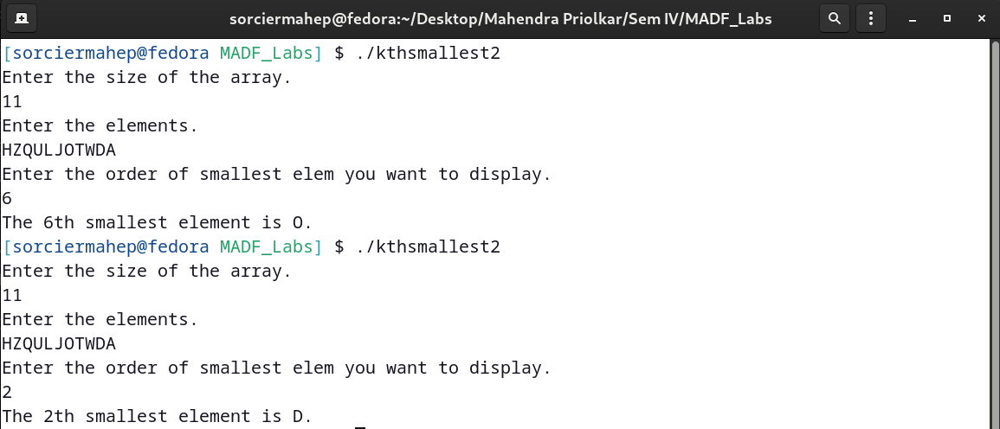 sorciermahep@fedora:~/Desktop/Mahendra Priolkar/Sem IV/MADF_Labs
[sorciermahep@fedora MADF_Labs] $ ./kthsmallest2
Enter the size of the array.
11
Enter the elements.
HZQULJOTWDA
Enter the order of smallest elem you want to display.
6
The 6th smallest element is O.
[sorciermahep@fedora MADF_Labs] $ ./kthsmallest2
Enter the size of the array.
11
Enter the elements.
HZQULJOTWDA
Enter the order of smallest elem you want to display.
2
The 2th smallest element is D.